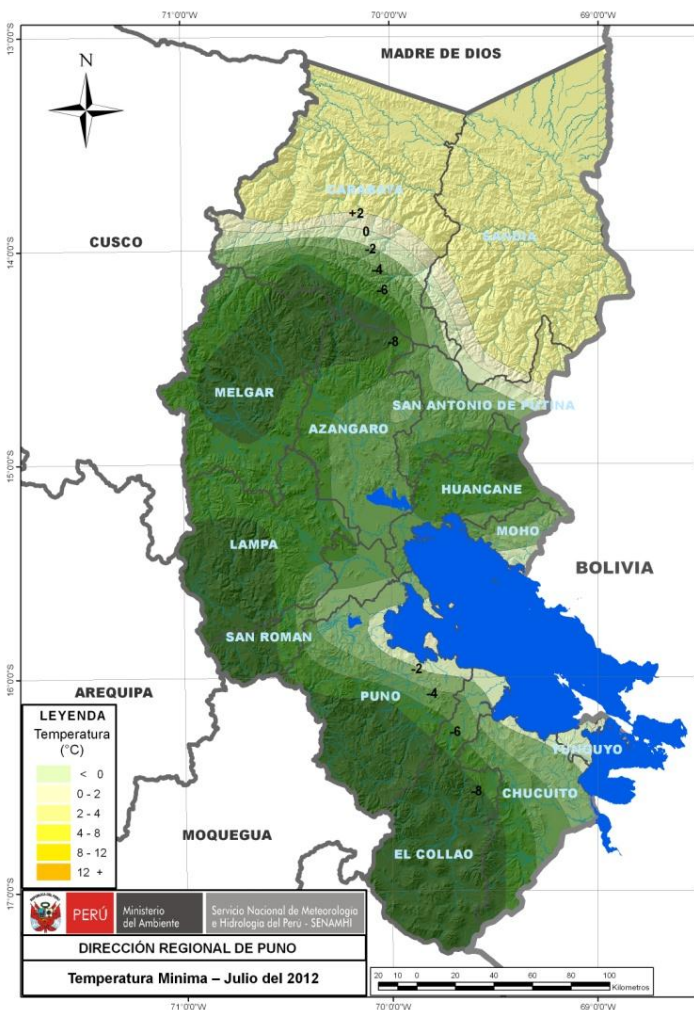 71°0'0"W
70°0'0"W
69°0'0"W
13°0'0"S
MADRE DE DIOS
N
CARABAYA
+2
0
CUSCO
SANDIA
14°0'0"S
-2
-4
-6
-8
MELGAR
SAN ANTONIO DE PUTINA
AZANGARO
15°0'0"S
HUANCANE
MOHO
LAMPA
BOLIVIA
SAN ROMAN
-2
16°0'0"S
AREQUIPA
PUNO
-4
-6
YUNGUYO
-8
CHUCUITO
LEYENDA
Temperatura
(°C)
< 0
0 - 2
2 - 4
4 - 8
8 - 12
12 +
MOQUEGUA
EL COLLAO
17°0'0"S
PERÚ
Ministerio
del Ambiente
Servicio Nacional de Meteorología
e Hidrología del Perú - SENAMHI
DIRECCIÓN REGIONAL DE PUNO
Temperatura Minima – Julio del 2012
20 10 0 20 40 60 80 100
Kilometros
71°0'0"W
70°0'0"W
69°0'0"W